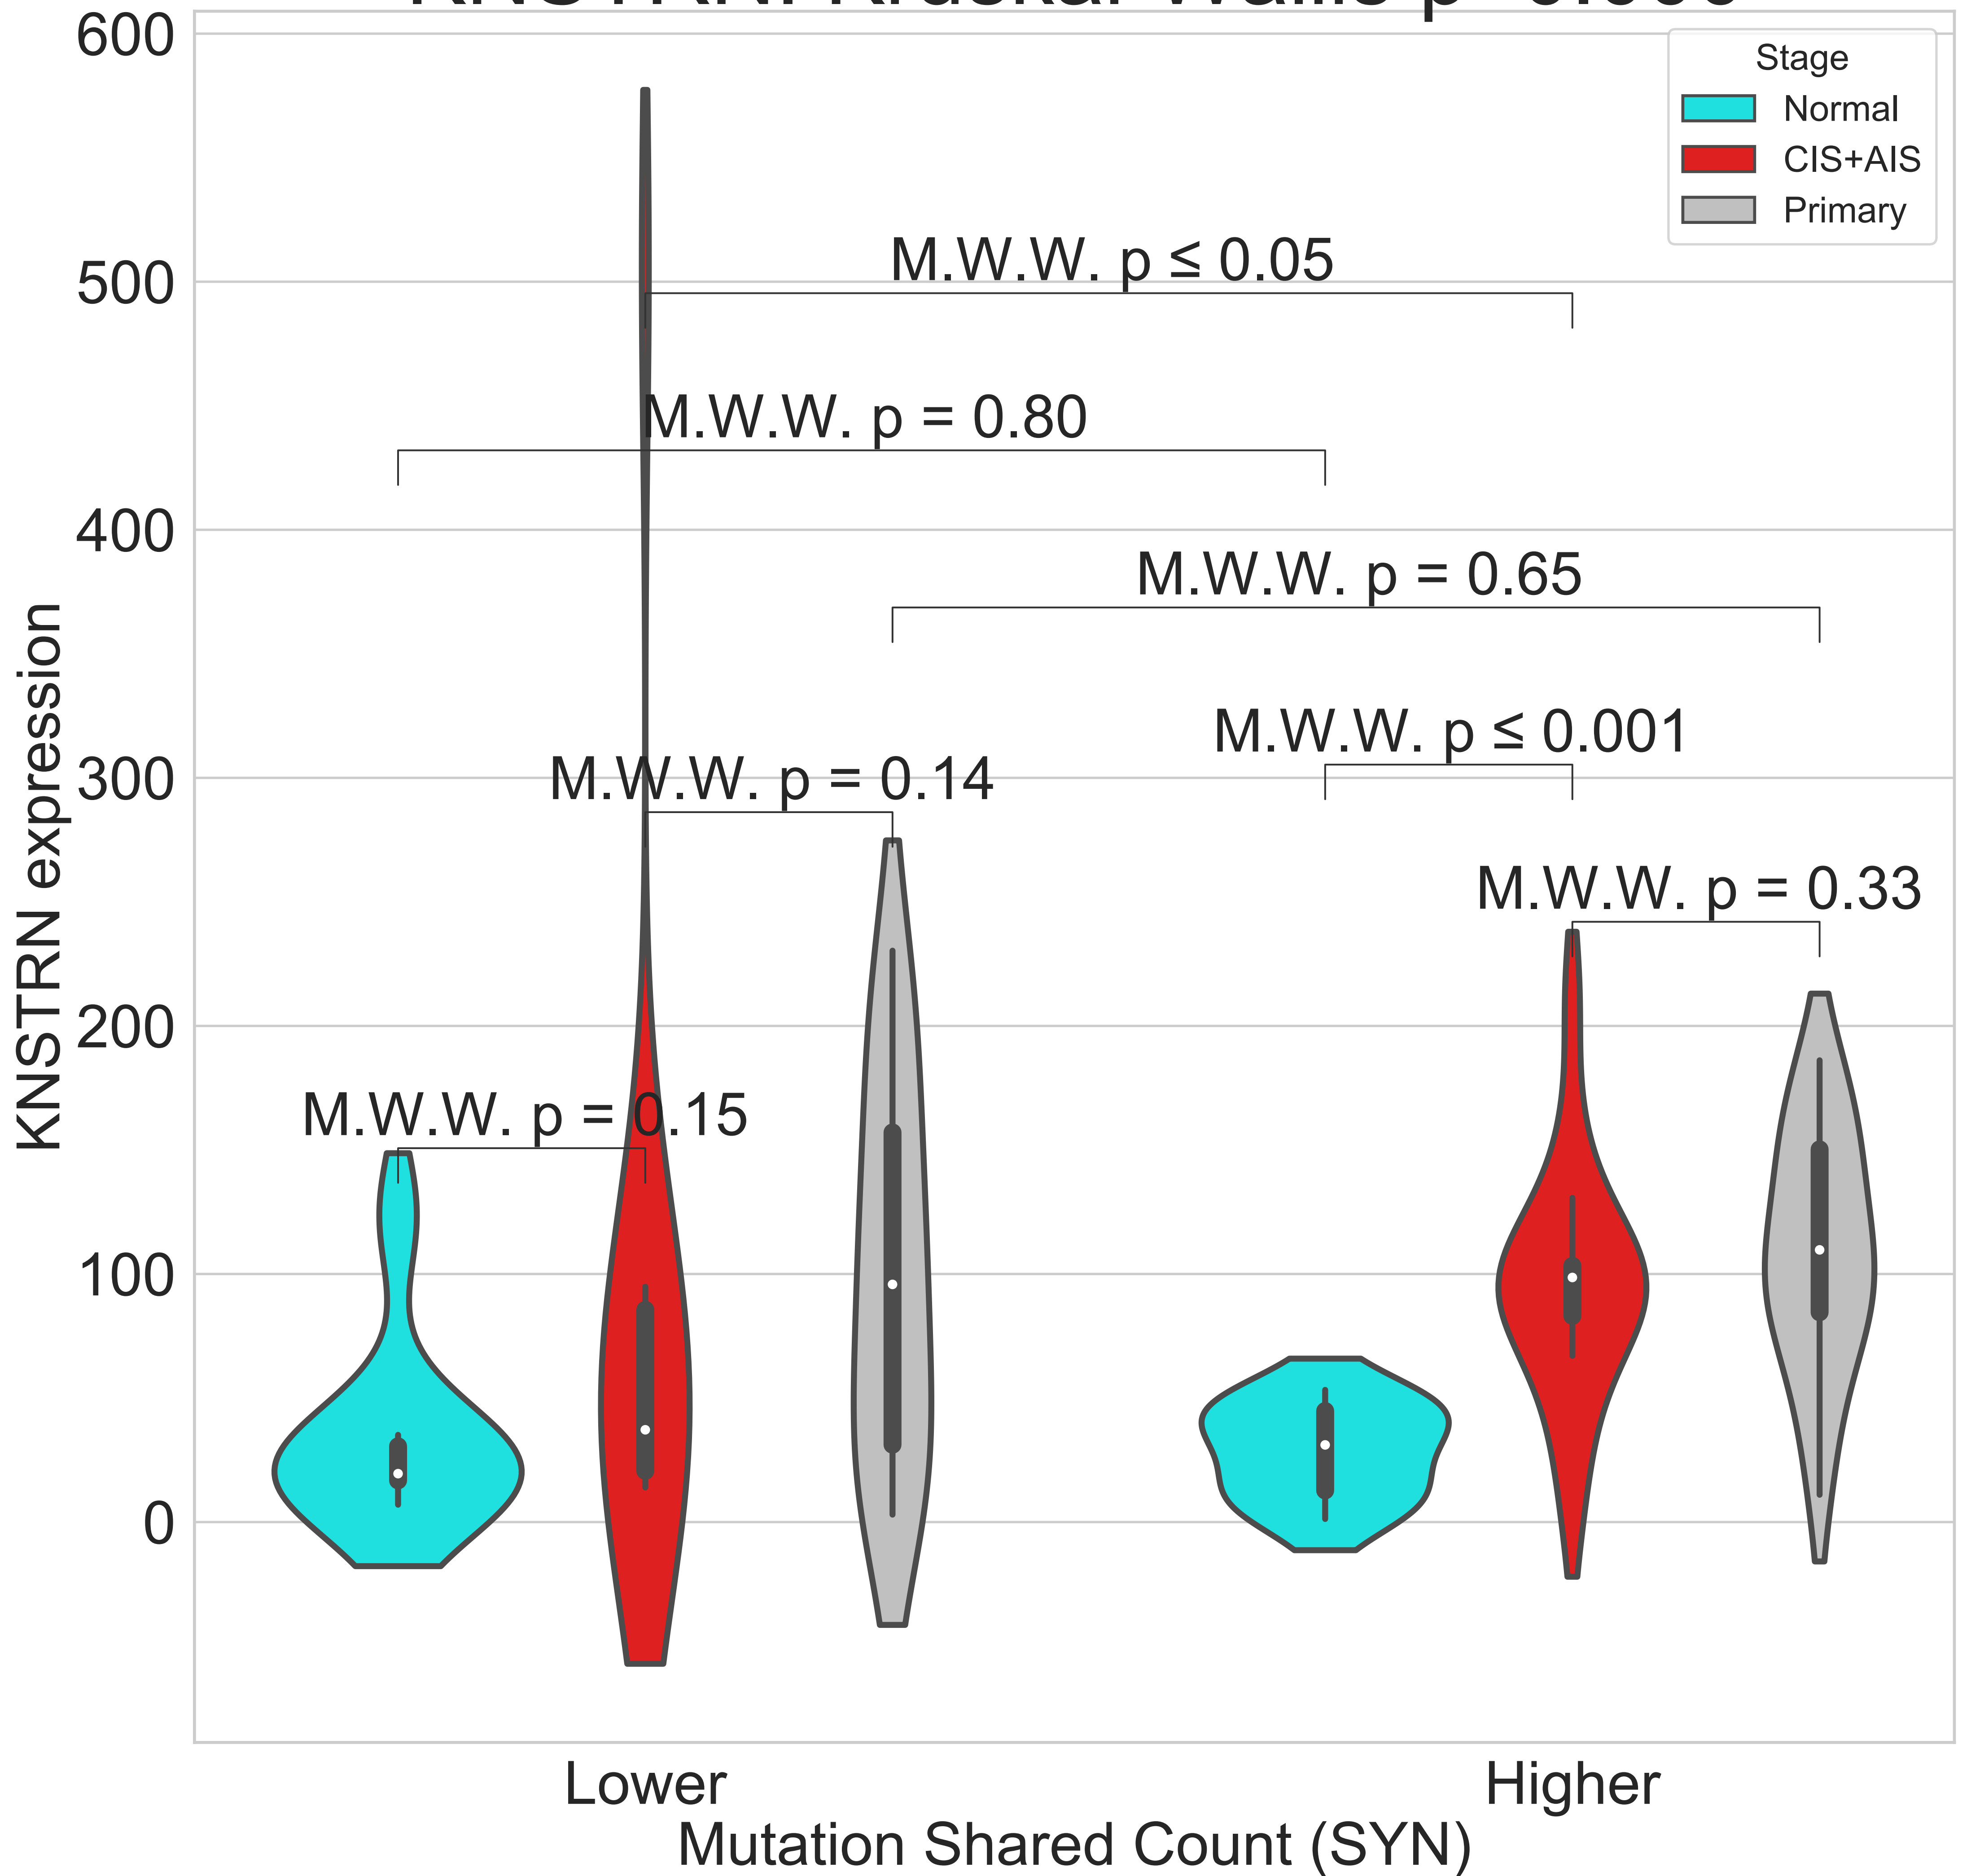 600
500
400
300
200
100
0
KNSTRN expression
Stage
Normal
CIS+AIS
Primary
M.W.W. p ≤ 0.05
M.W.W. p = 0.80
M.W.W. p = 0.65
M.W.W. p ≤ 0.001
M.W.W. p = 0.14
M.W.W. p = 0.33
M.W.W. p = 0.15
Lower
Higher
Mutation Shared Count (SYN)